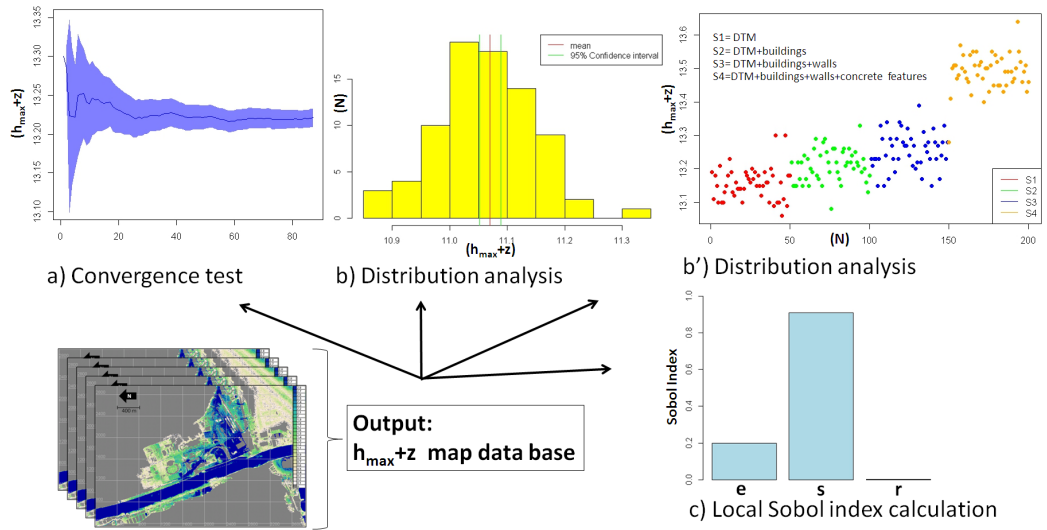 (hmax+z)
13.10 13.15 13.20 13.25 13.30 13.35
0 20 40 60 80
a) Convergence test
(N)
0 5 10 15
mean
95% Confidence interval
10.9 11.0 11.1 11.2 11.3
(hmax+z)
b) Distribution analysis
(hmax+z)
13.1 13.2 13.3 13.4 13.5 13.6
S1= DTM
S2= DTM+buildings
S3= DTM+buildings+walls
S4=DTM+buildings+walls+concrete features
S1
S2
S3
S4
0 50 100 150 200
(N)
b') Distribution analysis
N
400 m
Output:
hmax+z map data base
Sobol Index
0.0 0.2 0.4 0.6 0.8 1.0
e s r
c) Local Sobol index calculation